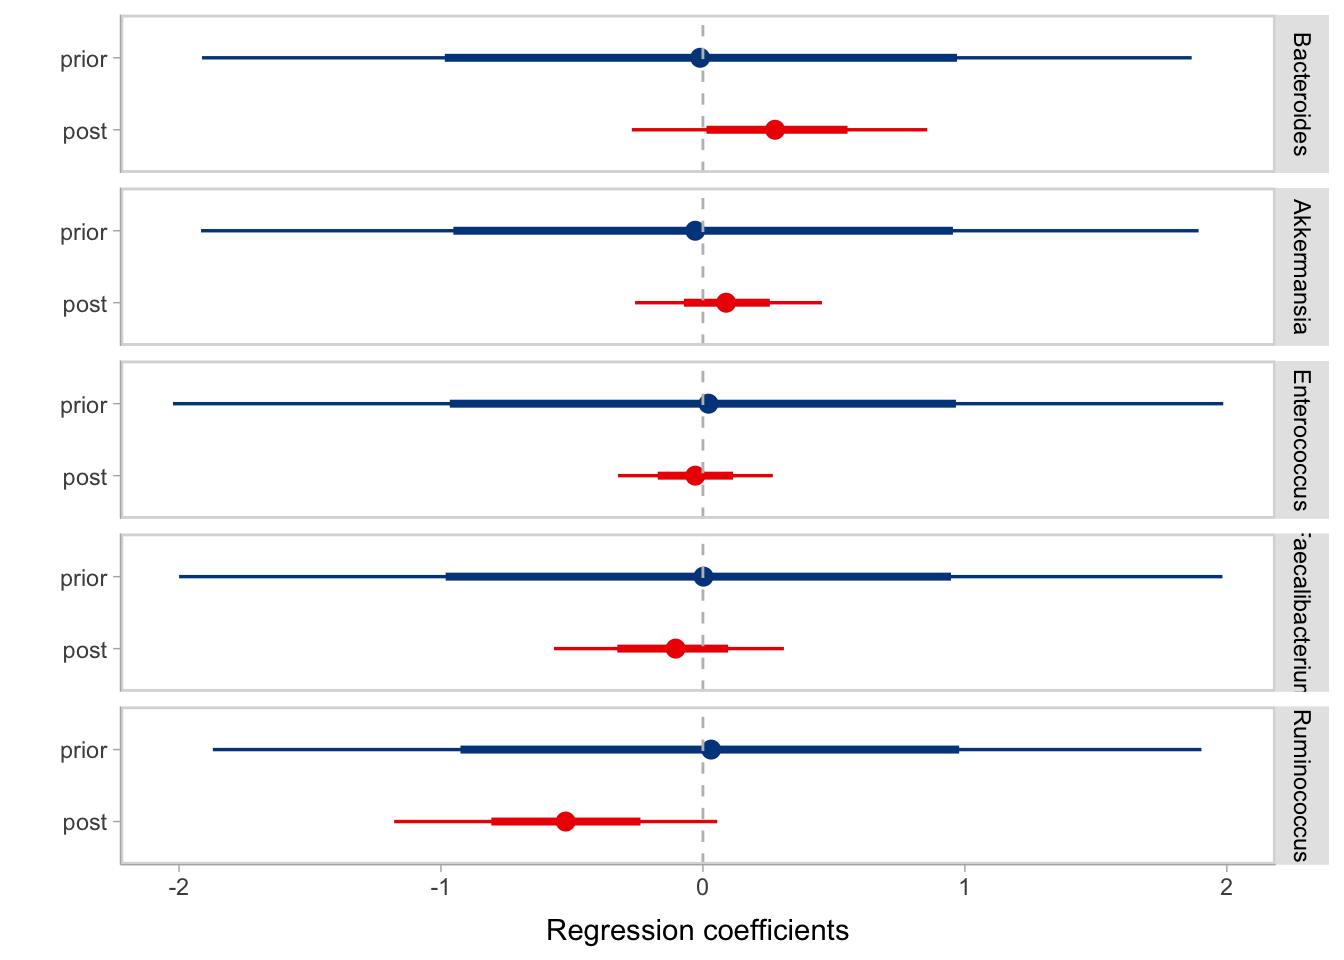 prior
post
Bacteroides
prior
post
Akkermansia
prior
post
Enterococcus
prior
post
prior
post
Ruminococcus
-2 -1 0 1 2
Regression coefficients